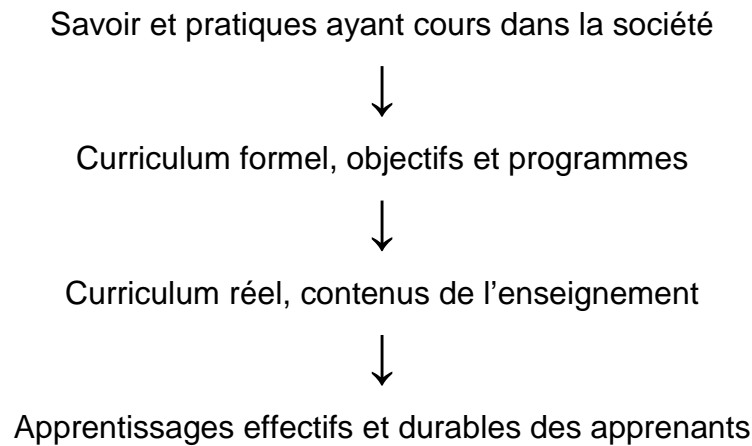 Savoir et pratiques ayant cours dans la société
↓
Curriculum formel, objectifs et programmes
↓
Curriculum réel, contenus de l’enseignement
↓
Apprentissages effectifs et durables des apprenants